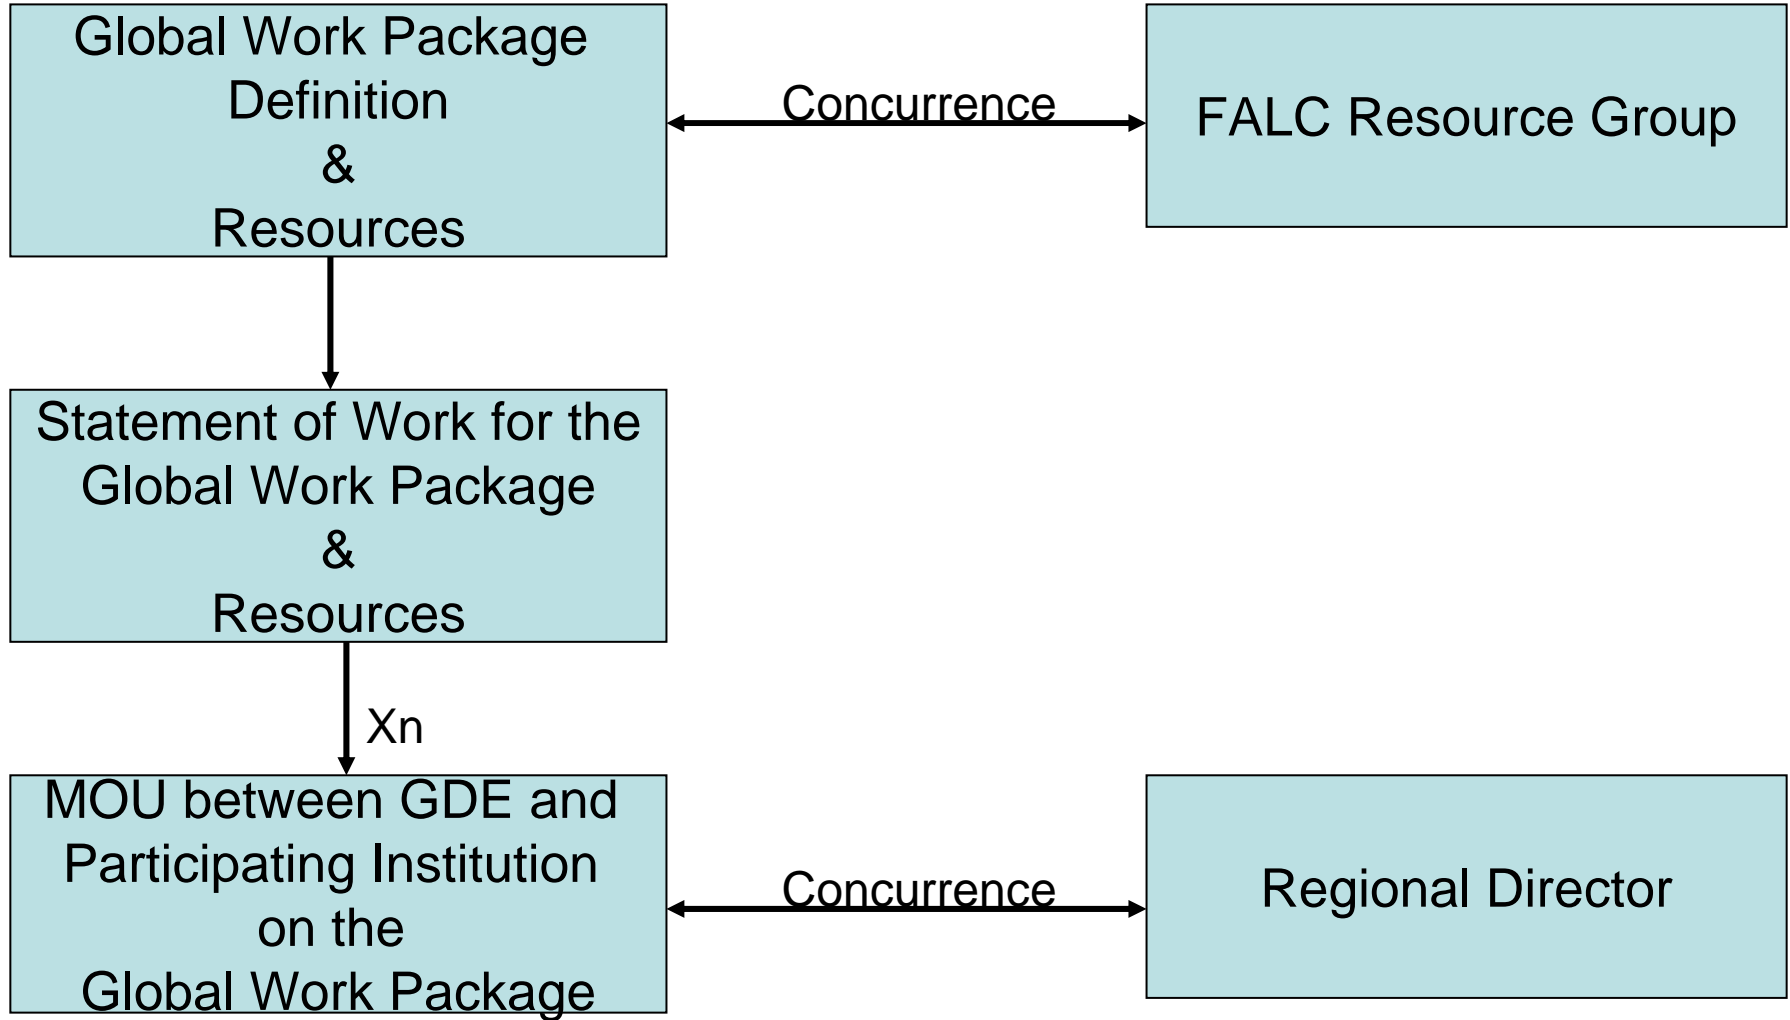 Global Work Package
Definition
&
Resources
Concurrence
FALC Resource Group
Statement of Work for the
Global Work Package
&
Resources
Xn
MOU between GDE and
Participating Institution
on the
Global Work Package
Concurrence
Regional Director